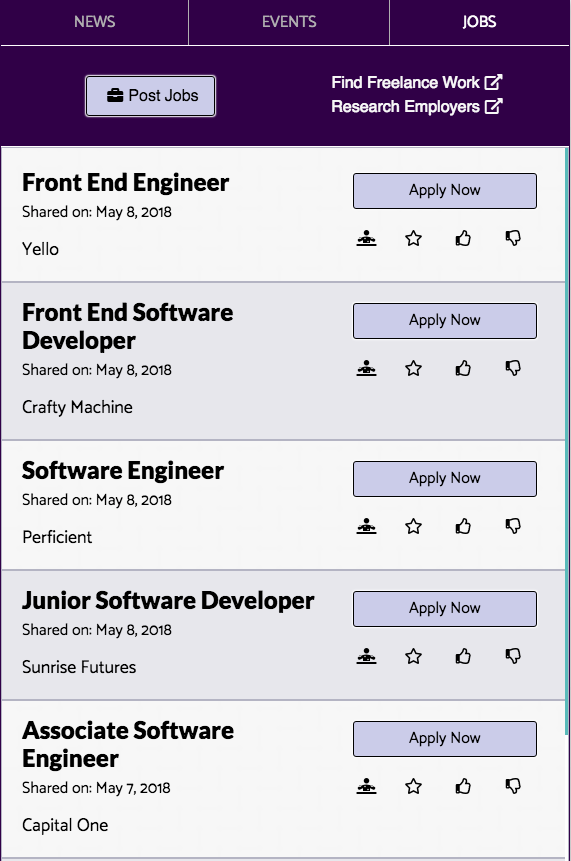 NEWS
EVENTS
JOBS
Post Jobs
Find Freelance Work
Research Employers
Front End Engineer
Shared on: May 8, 2018
Yello
Apply Now
Front End Software
Developer
Shared on: May 8, 2018
Crafty Machine
Apply Now
Software Engineer
Shared on: May 8, 2018
Perficient
Apply Now
Junior Software Developer
Shared on: May 8, 2018
Sunrise Futures
Apply Now
Associate Software
Engineer
Shared on: May 7, 2018
Capital One
Apply Now